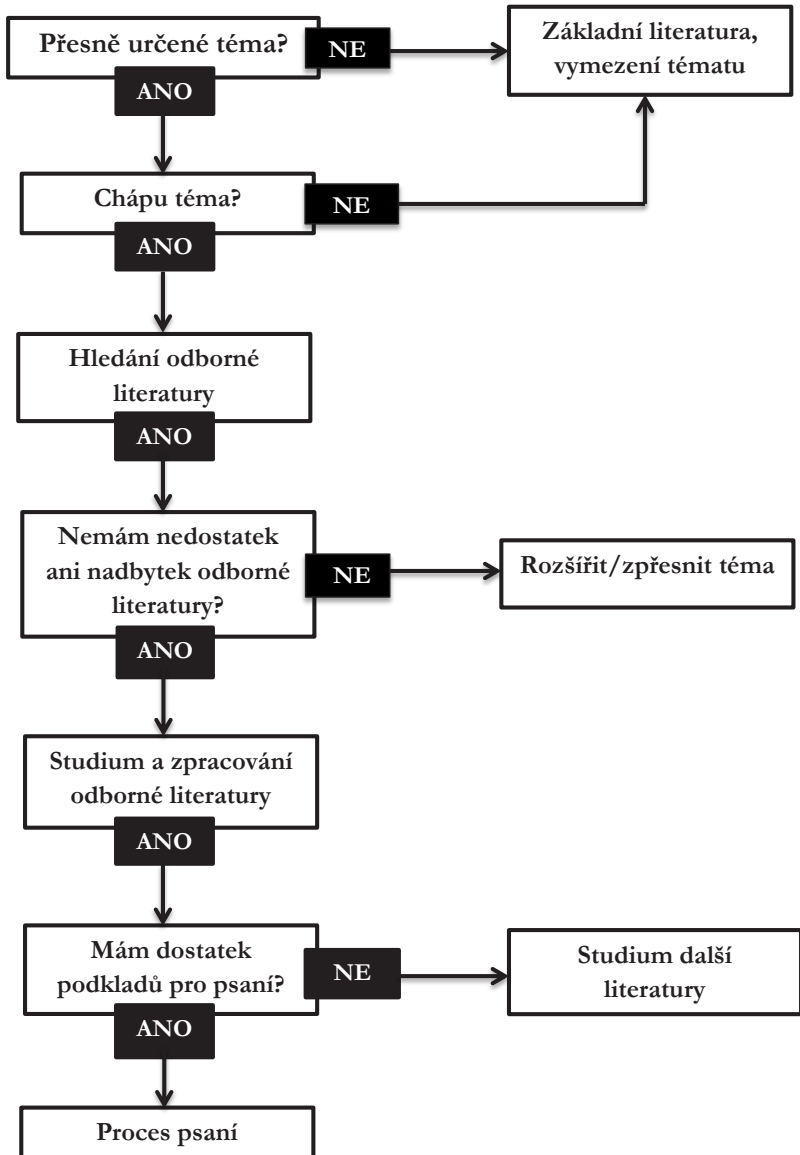 Přesně určené téma?
NE
Základní literatura,
vymezení tématu
ANO
Chápu téma?
NE
ANO
Hledání odborné
literatury
ANO
Nemám nedostatek
ani nadbytek odborné
literatury?
NE
Rozšířit/zpřesnit téma
ANO
Studium a zpracování
odborné literatury
ANO
Mám dostatek
podkladů pro psaní?
NE
Studium další
literatury
ANO
Proces psaní